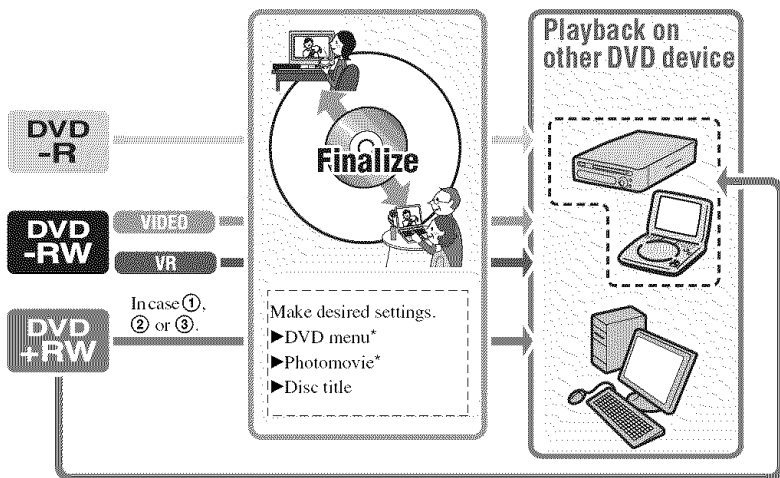 Playback on
other DVD device
DVD
-R
Finalize
DVD
-RW
VIDEO
VR
DVD
+RW
In case ①,
② or ③.
Make desired settings.
►DVD menu*
►Photomovie*
►Disc title